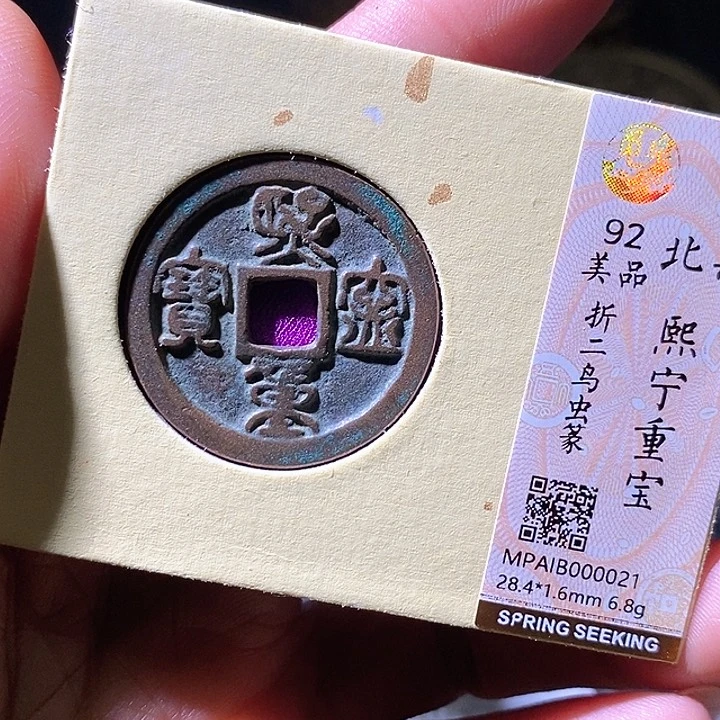 熙寧重寶
92
美品
折二鸟虫篆
北
熙宁重宝
MPAIB000021
28.4*1.6mm 6.8g
SPRING SEEKING